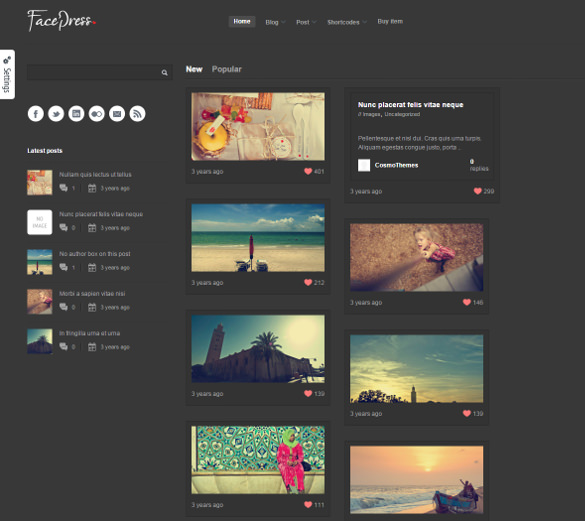 FacePress
Home Blog Post Shortcodes Buy item
Settings
New Popular
Latest posts
Nullam quis lectus ut tellus
1 3 years ago
NO IMAGE
Nunc placerat felis vitae neque
0 3 years ago
No author box on this post
1 3 years ago
Morbi a sapien vitae nisi
0 3 years ago
In fringilla urna et urna
0 3 years ago
3 years ago 401
3 years ago 212
3 years ago 139
3 years ago 111
Nunc placerat felis vitae neque
// Images, Uncategorized
Pellentesque et nisl dui. Cras quis urna turpis.
Aliquam egestas congue justo, porta...
CosmoThemes 0 replies
3 years ago 299
3 years ago 146
3 years ago 139